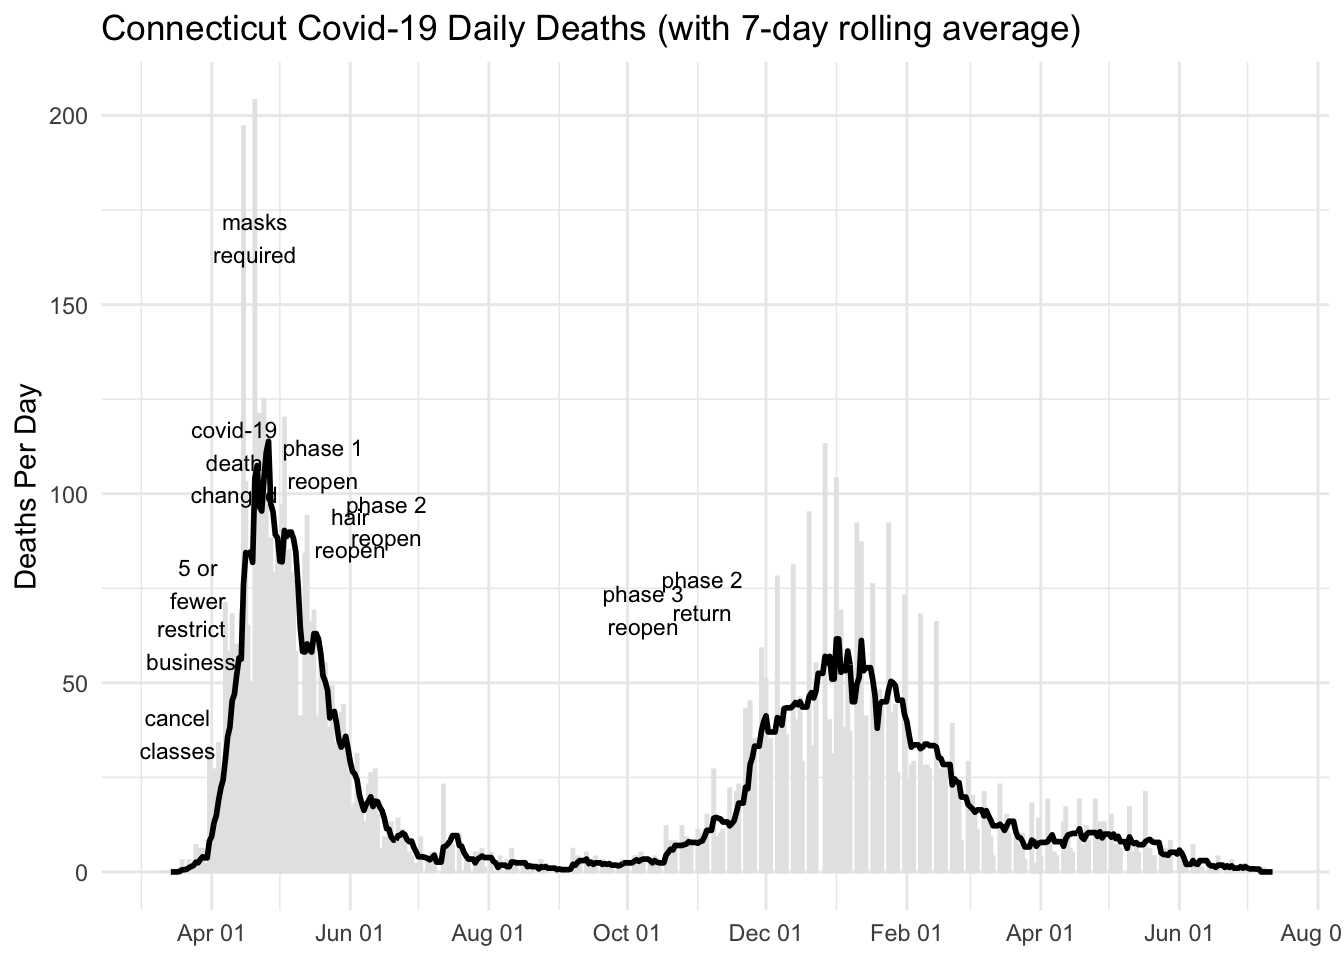 Connecticut Covid-19 Daily Deaths (with 7-day rolling average)
Deaths Per Day
200
150
100
50
0
masks
required
covid-19
death
changed
phase 1
reopen
phase 2
reopen
hair
reopen
5 or
fewer
restrict
business
cancel
classes
phase 3
reopen
phase 2
return
Apr 01
Jun 01
Aug 01
Oct 01
Dec 01
Feb 01
Apr 01
Jun 01
Aug 0